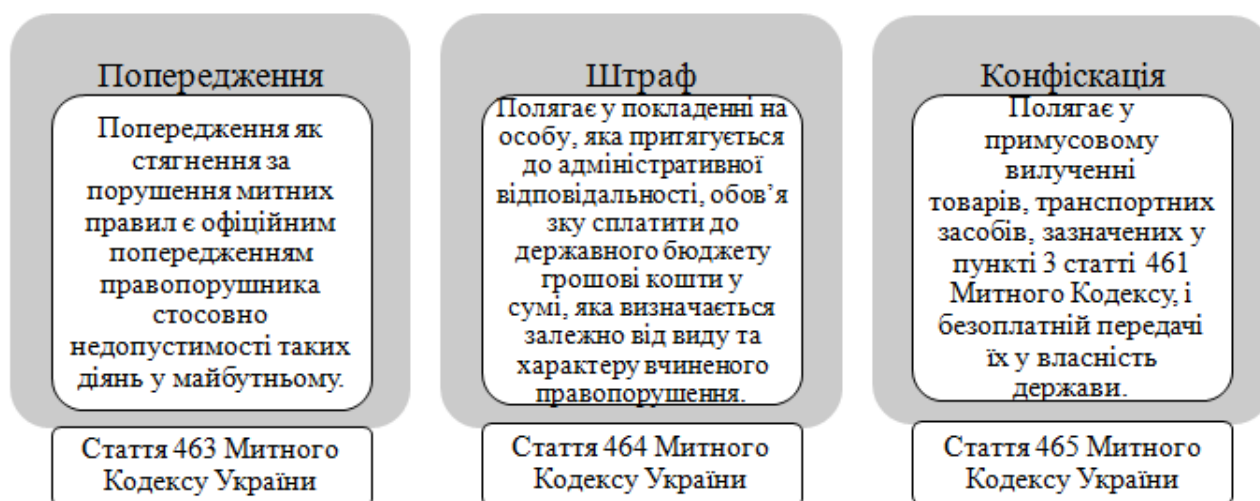 Попередження
Попередження як
стягнення за
порушення митних
правил є офіційним
попередженням
правопорушника
стосовно
недопустимості таких
діянь у майбутньому.
Стаття 463 Митного
Кодексу України
Штраф
Полягає у покладенні на
особу, яка притягується
до адміністративної
відповідальності, обов’я
зку сплатити до
державного бюджету
грошові кошти у
сумі, яка визначається
залежно від виду та
характеру вчиненого
правопорушення.
Стаття 464 Митного
Кодексу України
Конфіскація
Полягає у
примусовому
вилученні
товарів, транспортних
засобів, зазначених у
пункті 3 статті 461
Митного Кодексу, і
безоплатній передачі
їх у власність
держави.
Стаття 465 Митного
Кодексу України